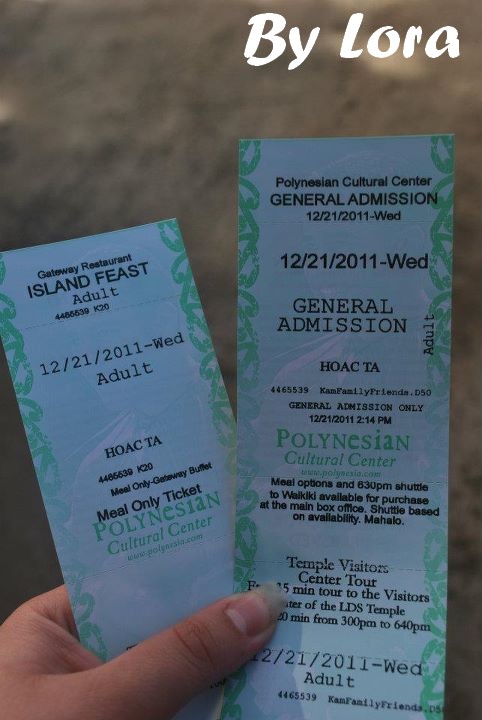 By Lora
Gateway Restaurant
ISLAND FEAST
Adult
4465539 K20
12/21/2011-Wed
Adult
HOAC TA
4465539 K20
Meal Only-Gateway Buffet
Meal Only Ticket
POLYNesiAN
Cultural Center
www.polynesia.com
Polynesian Cultural Center
GENERAL ADMISSION
12/21/2011-Wed
12/21/2011-Wed
GENERAL
ADMISSION
Adult
HOAC TA
4465539 KamFamilyFriends.D50
GENERAL ADMISSION ONLY
12/21/2011 2:14 PM
POLYNesiAN
Cultural Center
www.polynesia.com
Meal options and 630pm shuttle
to Waikiki available for purchase
at the main box office. Shuttle based
on availability. Mahalo.
Temple Visitors
Center Tour
min tour to the Visitors
of the LDS Temple
20 min from 300pm to 640pm
12/21/2011-Wed
Adult
4465539 KamFamilyFriends.D50